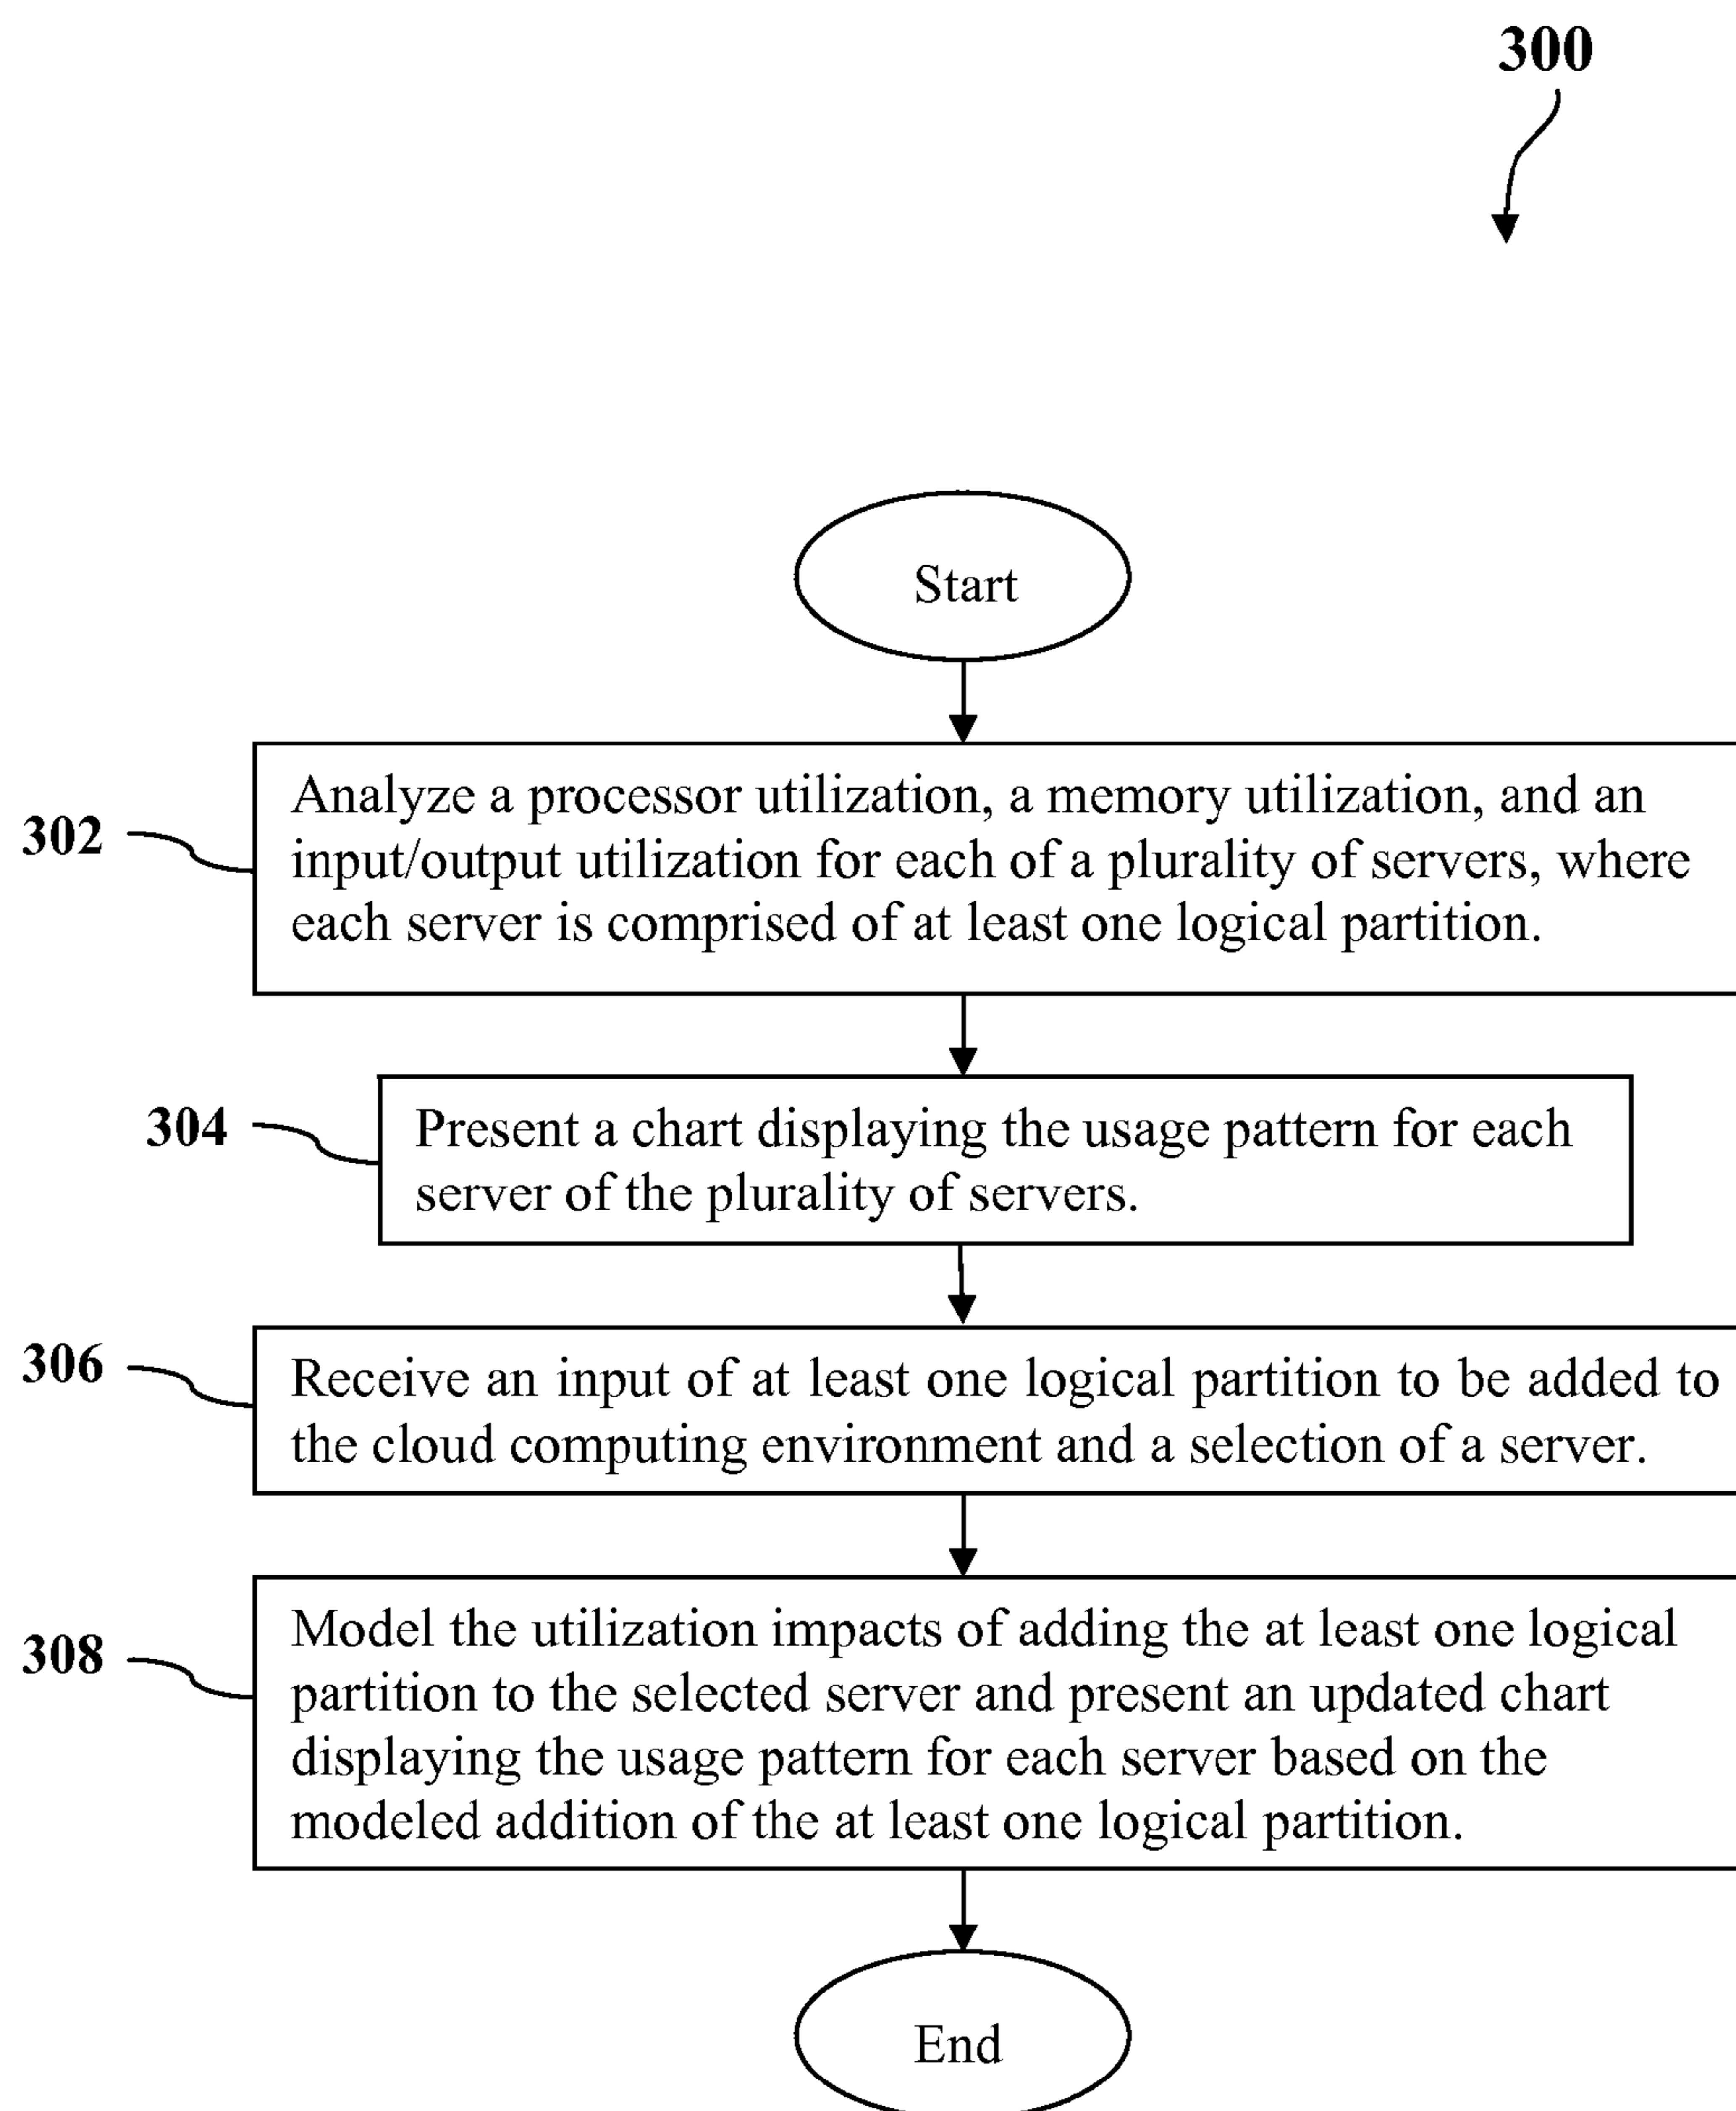 300
Start
302
Analyze a processor utilization, a memory utilization, and an
input/output utilization for each of a plurality of servers, where
each server is comprised of at least one logical partition.
304
Present a chart displaying the usage pattern for each
server of the plurality of servers.
306
Receive an input of at least one logical partition to be added to
the cloud computing environment and a selection of a server.
308
Model the utilization impacts of adding the at least one logical
partition to the selected server and present an updated chart
displaying the usage pattern for each server based on the
modeled addition of the at least one logical partition.
End